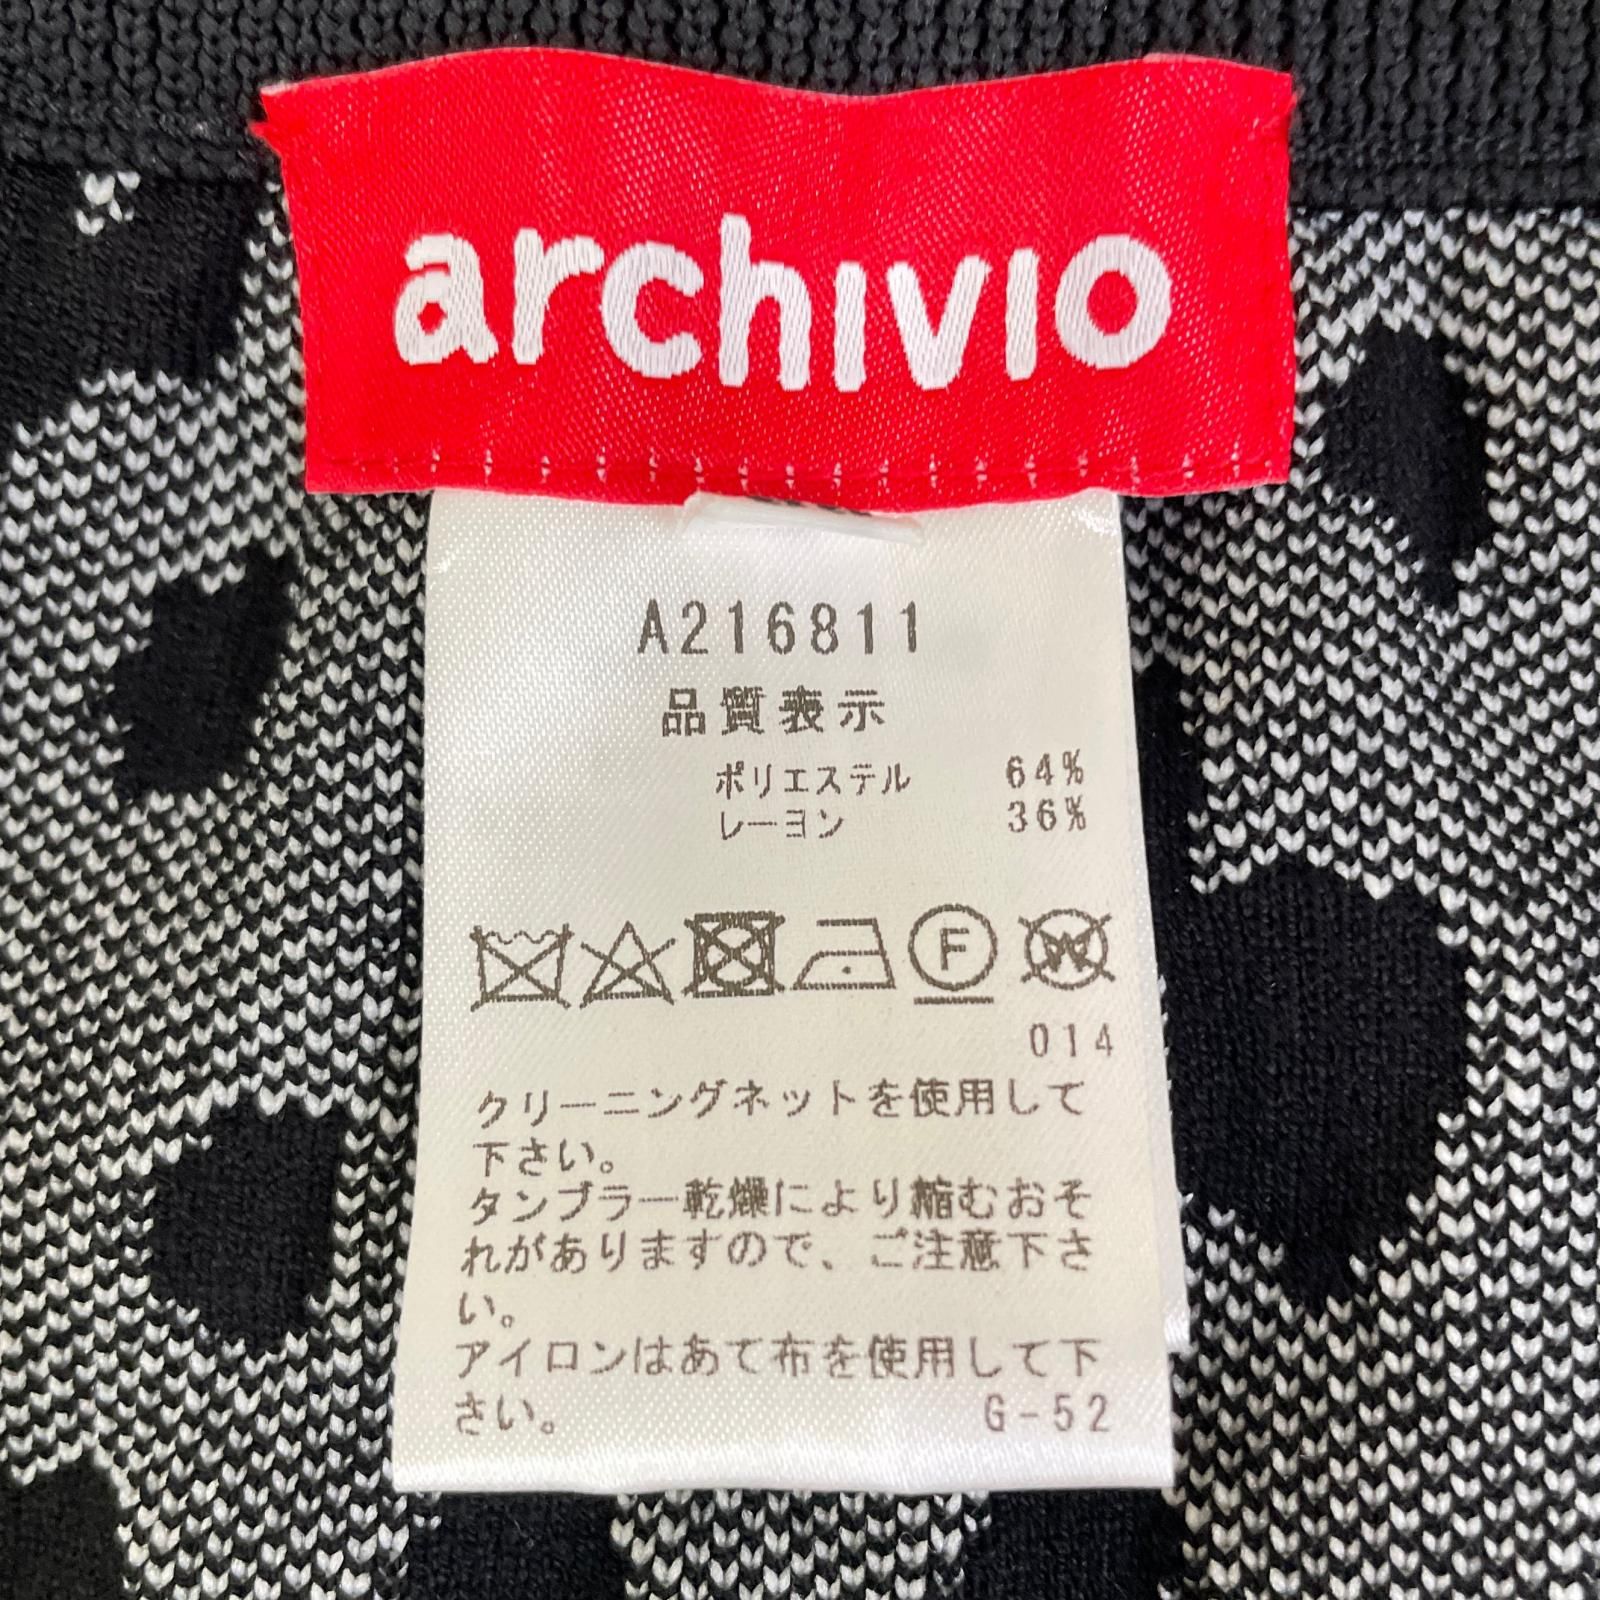 archivio
A216811
品質表示
ポリエステル 64%
レーヨン 36%
F W
014
クリーニングネットを使用して
下さい。
タンブラー乾燥により縮むおそ
れがありますので、ご注意下さ
い。
アイロンはあて布を使用して下
さい。 G-52